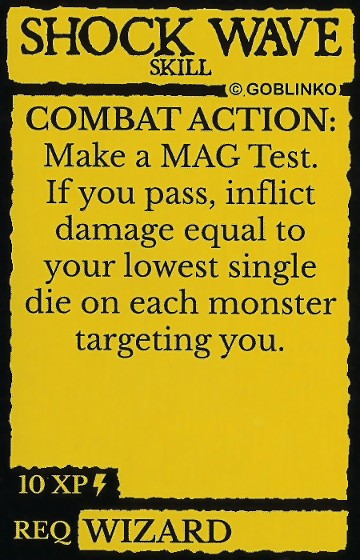 SHOCK WAVE
SKILL
©.GOBLINKO
COMBAT ACTION:
Make a MAG Test.
If you pass, inflict
damage equal to
your lowest single
die on each monster
targeting you.
10 XP
REQ WIZARD